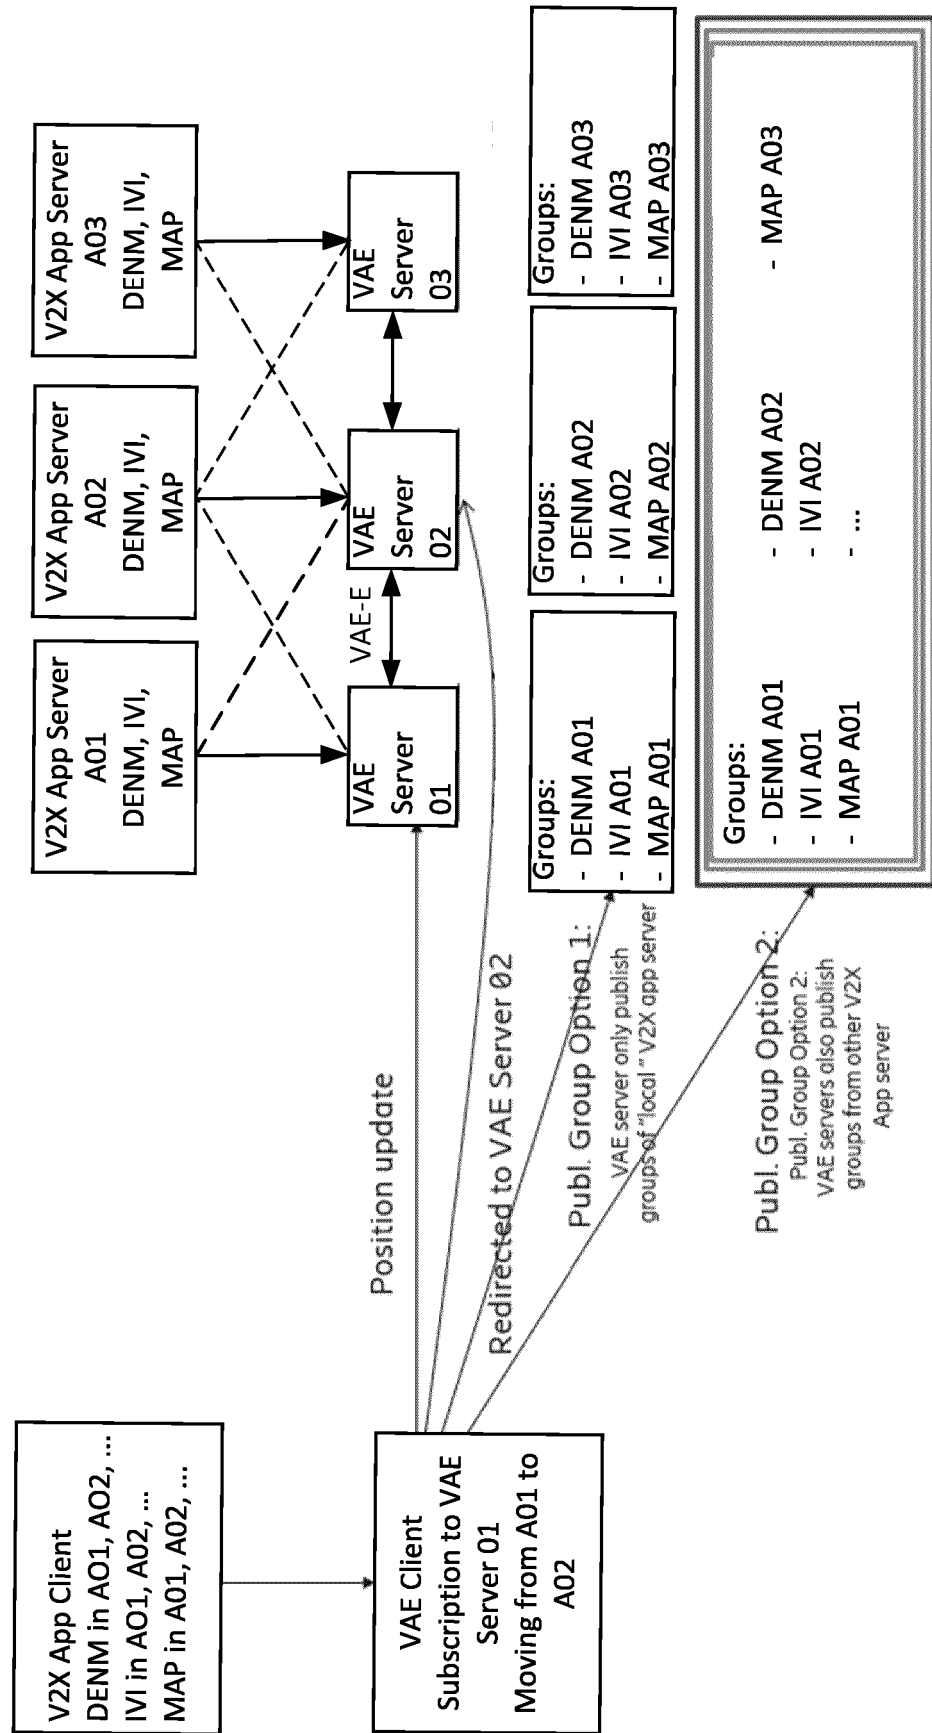 V2X App Client
DENM in AO1, AO2, ...
IVI in AO1, A02, ...
MAP in A01, A02, ...
VAE Client
Subscription to VAE
Server 01
Moving from A01 to
A02
Position update
Redirected to VAE Server 02
Publ. Group Option 1:
VAE server only publish
groups of "local" V2X app server
Publ. Group Option 2:
Publ. Group Option 2:
VAE servers also publish
groups from other V2X
App server
V2X App Server
A01
DENM, IVI,
MAP
V2X App Server
A02
DENM, IVI,
MAP
V2X App Server
A03
DENM, IVI,
MAP
VAE
Server
01
VAE-E
VAE
Server
02
VAE
Server
03
Groups:
- DENM A01
- IVI A01
- MAP A01
Groups:
- DENM A02
- IVI A02
- MAP A02
Groups:
- DENM A03
- IVI A03
- MAP A03
Groups:
- DENM A01
- IVI A01
- MAP A01
- DENM A02
- IVI A02
- ...
- MAP A03